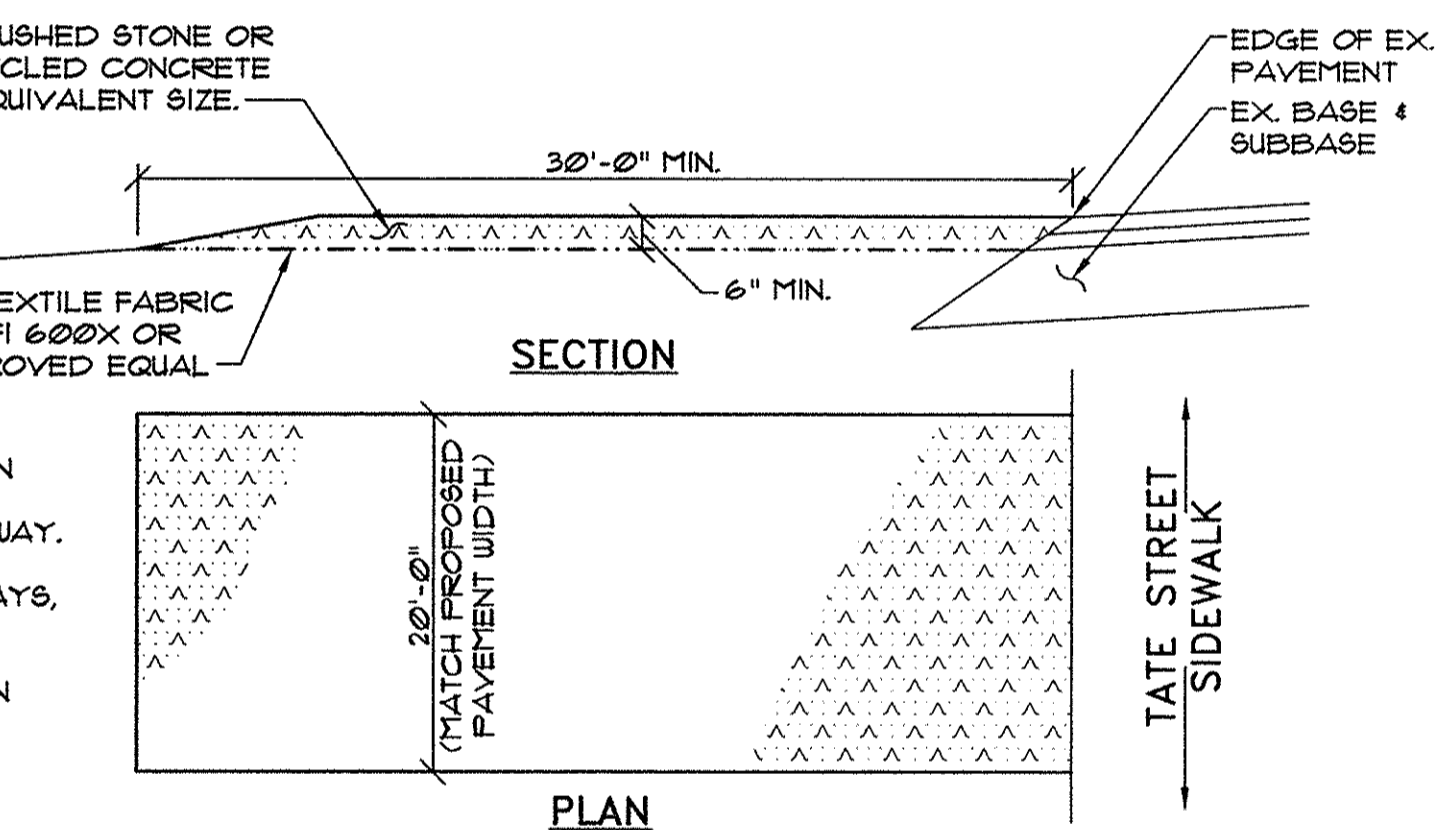 USHED STONE OR
CLED CONCRETE
QUIVALENT SIZE.
30'-0" MIN.
EDGE OF EX.
PAVEMENT
EX. BASE &
SUBBASE
6" MIN.
EXTILE FABRIC
FI 600X OR
ROVED EQUAL
SECTION
N
WAY.
AYS,
N
20'-0"
(MATCH PROPOSED
PAVEMENT WIDTH)
TATE STREET
SIDEWALK
PLAN